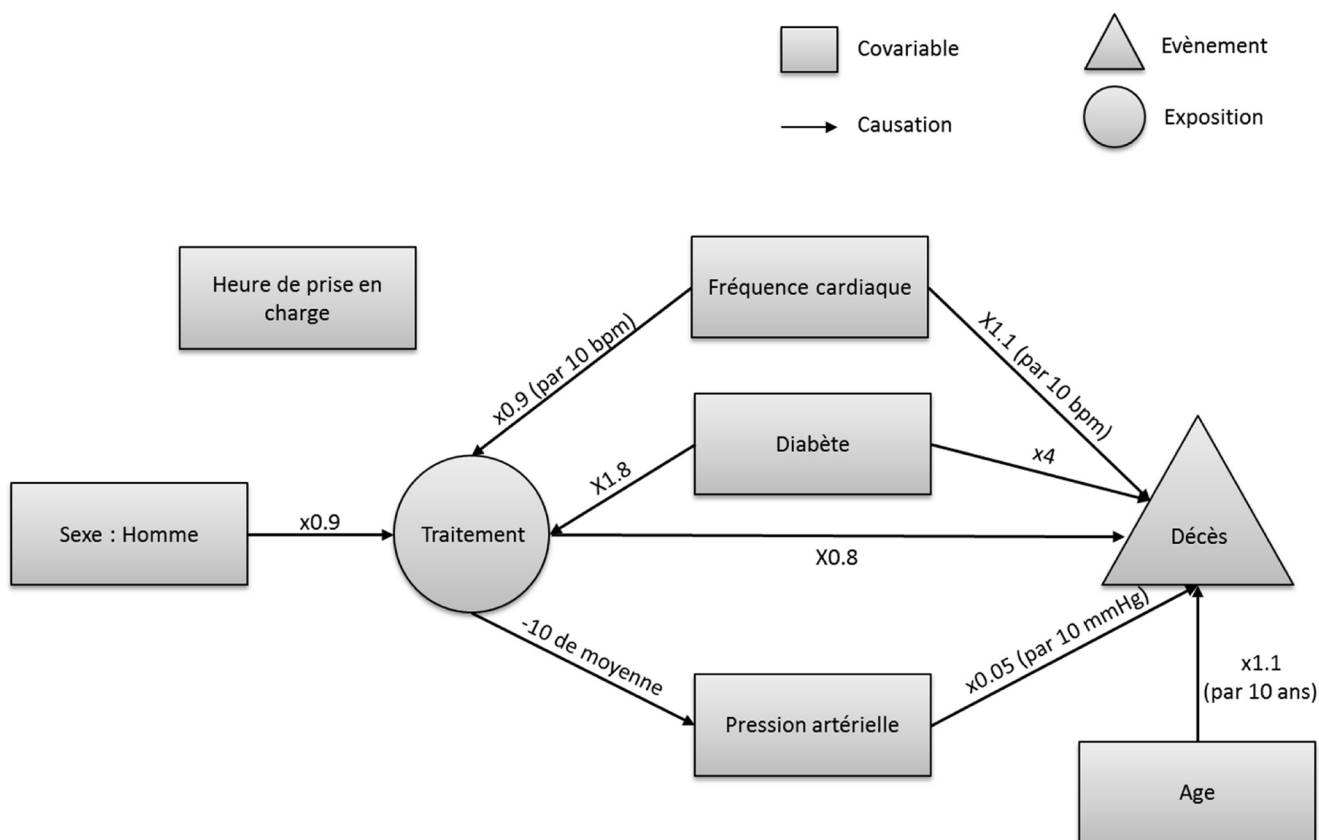 Covariable
Evènement
Causation
Exposition
Heure de prise en
charge
Fréquence cardiaque
x0.9 (par 10 bpm)
X1.1 (par 10 bpm)
Diabète
X1.8
x4
Sexe : Homme
x0.9
Traitement
X0.8
Décès
-10 de moyenne
x0.05 (par 10 mmHg)
Pression artérielle
x1.1
(par 10 ans)
Age